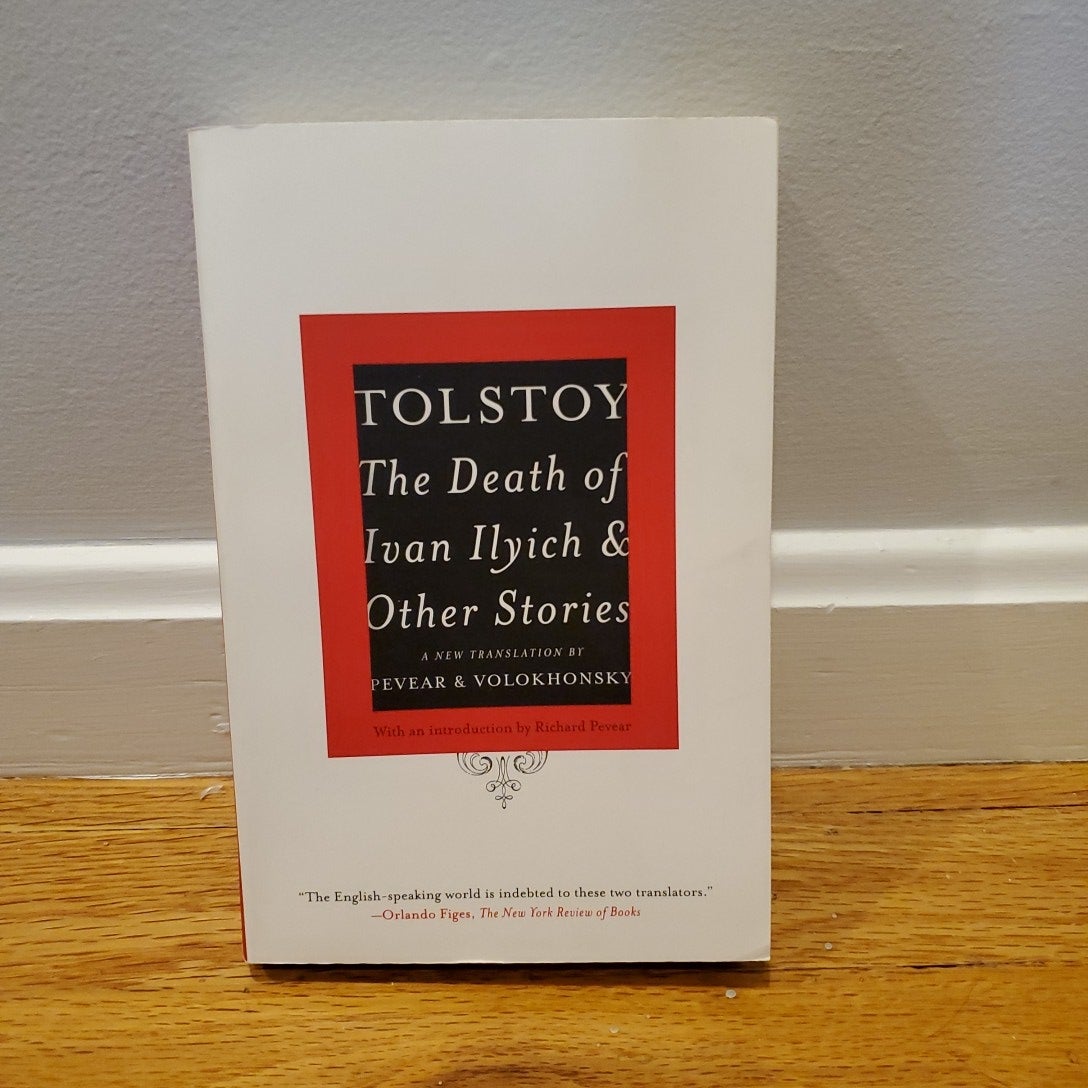 TOLSTOY
The Death of
Ivan Ilyich &
Other Stories
A NEW TRANSLATION BY
PEVEAR & VOLOKHONSKY
With an introduction by Richard Pevear
“The English-speaking world is indebted to these two translators.”
—Orlando Figes, The New York Review of Books